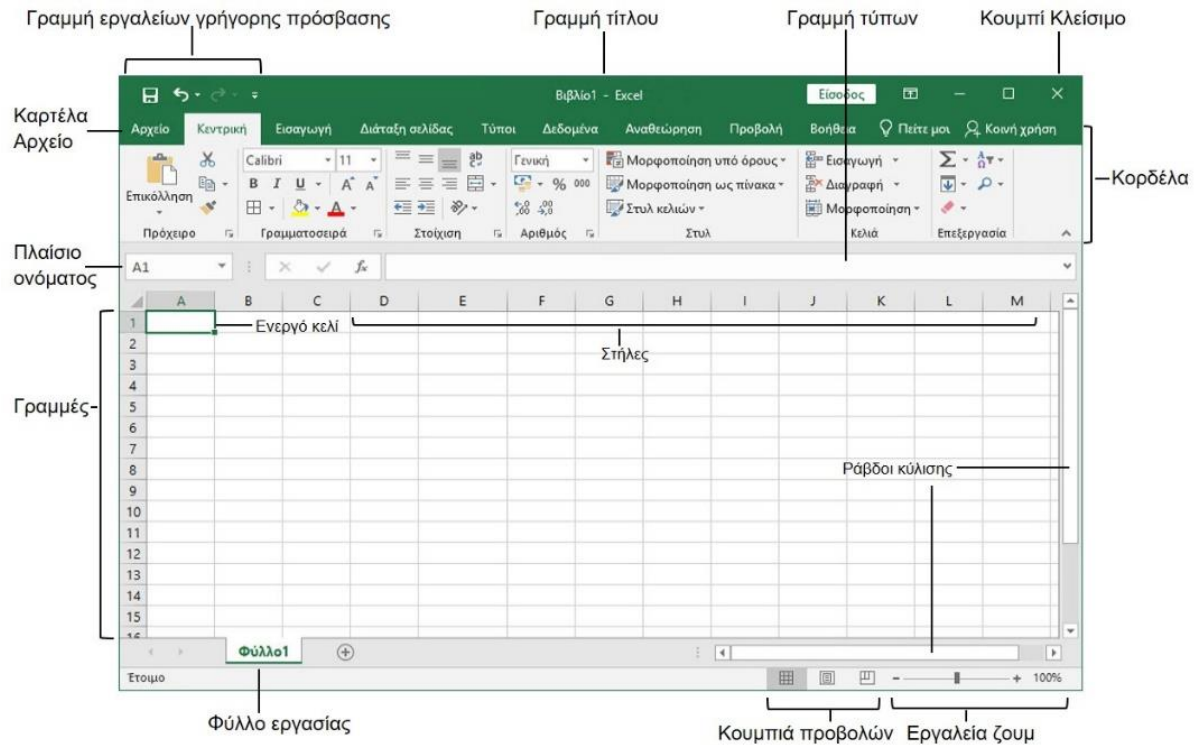 Γραμμή εργαλείων γρήγορης πρόσβασης Γραμμή τίτλου Γραμμή τύπων Κουμπί Κλείσιμο
Βιβλίο1 - Excel Είσοδος
Καρτέλα
Αρχείο
Αρχείο Κεντρική Εισαγωγή Διάταξη σελίδας Τύποι Δεδομένα Αναθεώρηση Προβολή Βοήθεια Πείτε μου Κοινή χρήση
Κορδέλα
Επικόλληση
Calibri 11
B I U A A
A
ab
Γενική
% 000
Μορφοποίηση υπό όρους
Μορφοποίηση ως πίνακα
Στυλ κελιών
Εισαγωγή
Διαγραφή
Μορφοποίηση
Πρόχειρο Γραμματοσειρά Στοίχιση Αριθμός Στυλ Κελιά Επεξεργασία
Πλαίσιο
ονόματος
A1 fx
A B C D E F G H I J K L M
1 Ενεργό κελί
2 Στήλες
3
4
Γραμμές
5
6
7
8 Ράβδοι κύλισης
9
10
11
12
13
14
15
16
Φύλλο1
Έτοιμο 100%
Φύλλο εργασίας Κουμπιά προβολών Εργαλεία ζουμ